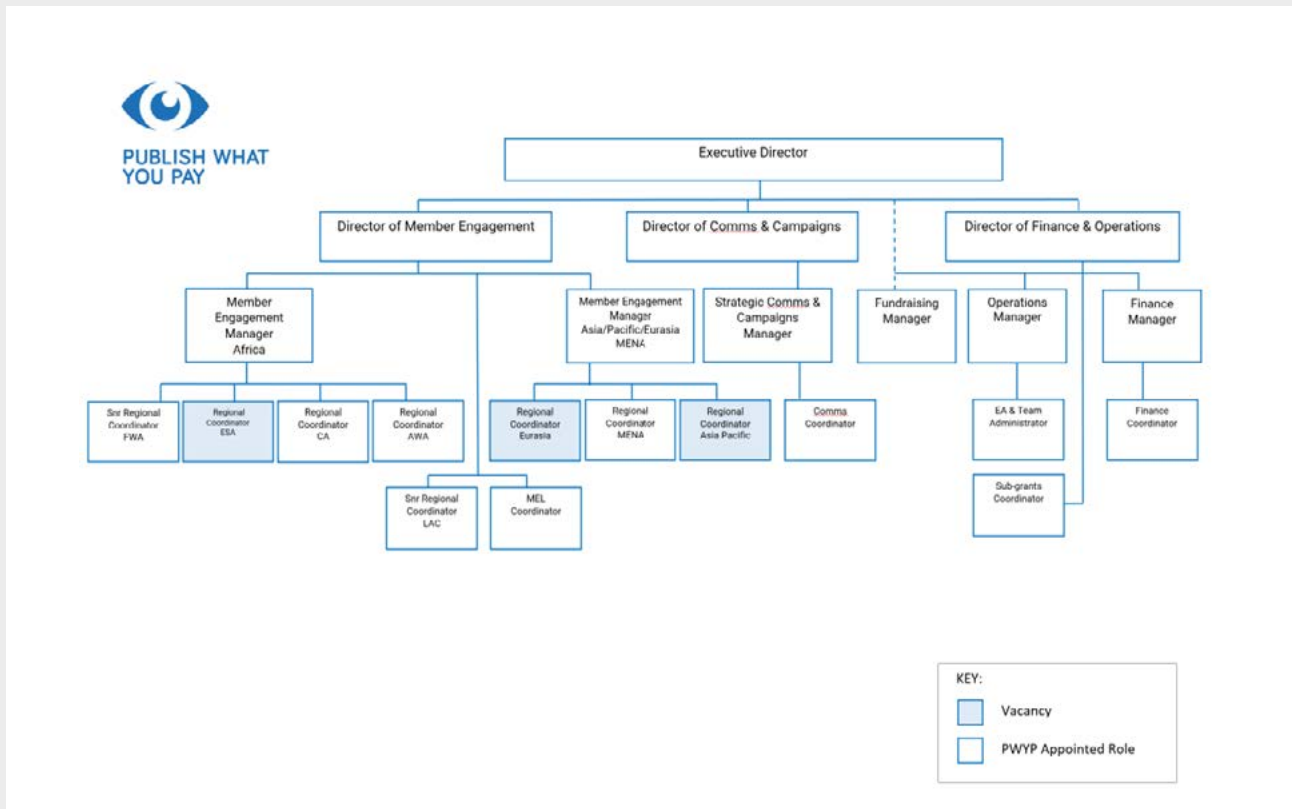 PUBLISH WHAT
YOU PAY
Executive Director
Director of Member Engagement
Director of Comms & Campaigns
Director of Finance & Operations
Member
Engagement
Manager
Africa
Member Engagement
Manager
Asia/Pacific/Eurasia
MENA
Strategic Comms &
Campaigns
Manager
Fundraising
Manager
Operations
Manager
Finance
Manager
Snr Regional
Coordinator
FWA
Regional
Coordinator
ESA
Regional
Coordinator
CA
Regional
Coordinator
AWA
Regional
Coordinator
Eurasia
Regional
Coordinator
MENA
Regional
Coordinator
Asia Pacific
Comms
Coordinator
EA & Team
Administrator
Finance
Coordinator
Snr Regional
Coordinator
LAC
MEL
Coordinator
Sub-grants
Coordinator
KEY:
Vacancy
PWYP Appointed Role